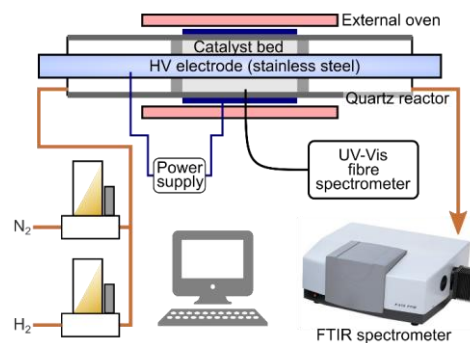 External oven
Catalyst bed
HV electrode (stainless steel)
Quartz reactor
Power
supply
UV-Vis
fibre
spectrometer
N₂
H₂
FTIR spectrometer